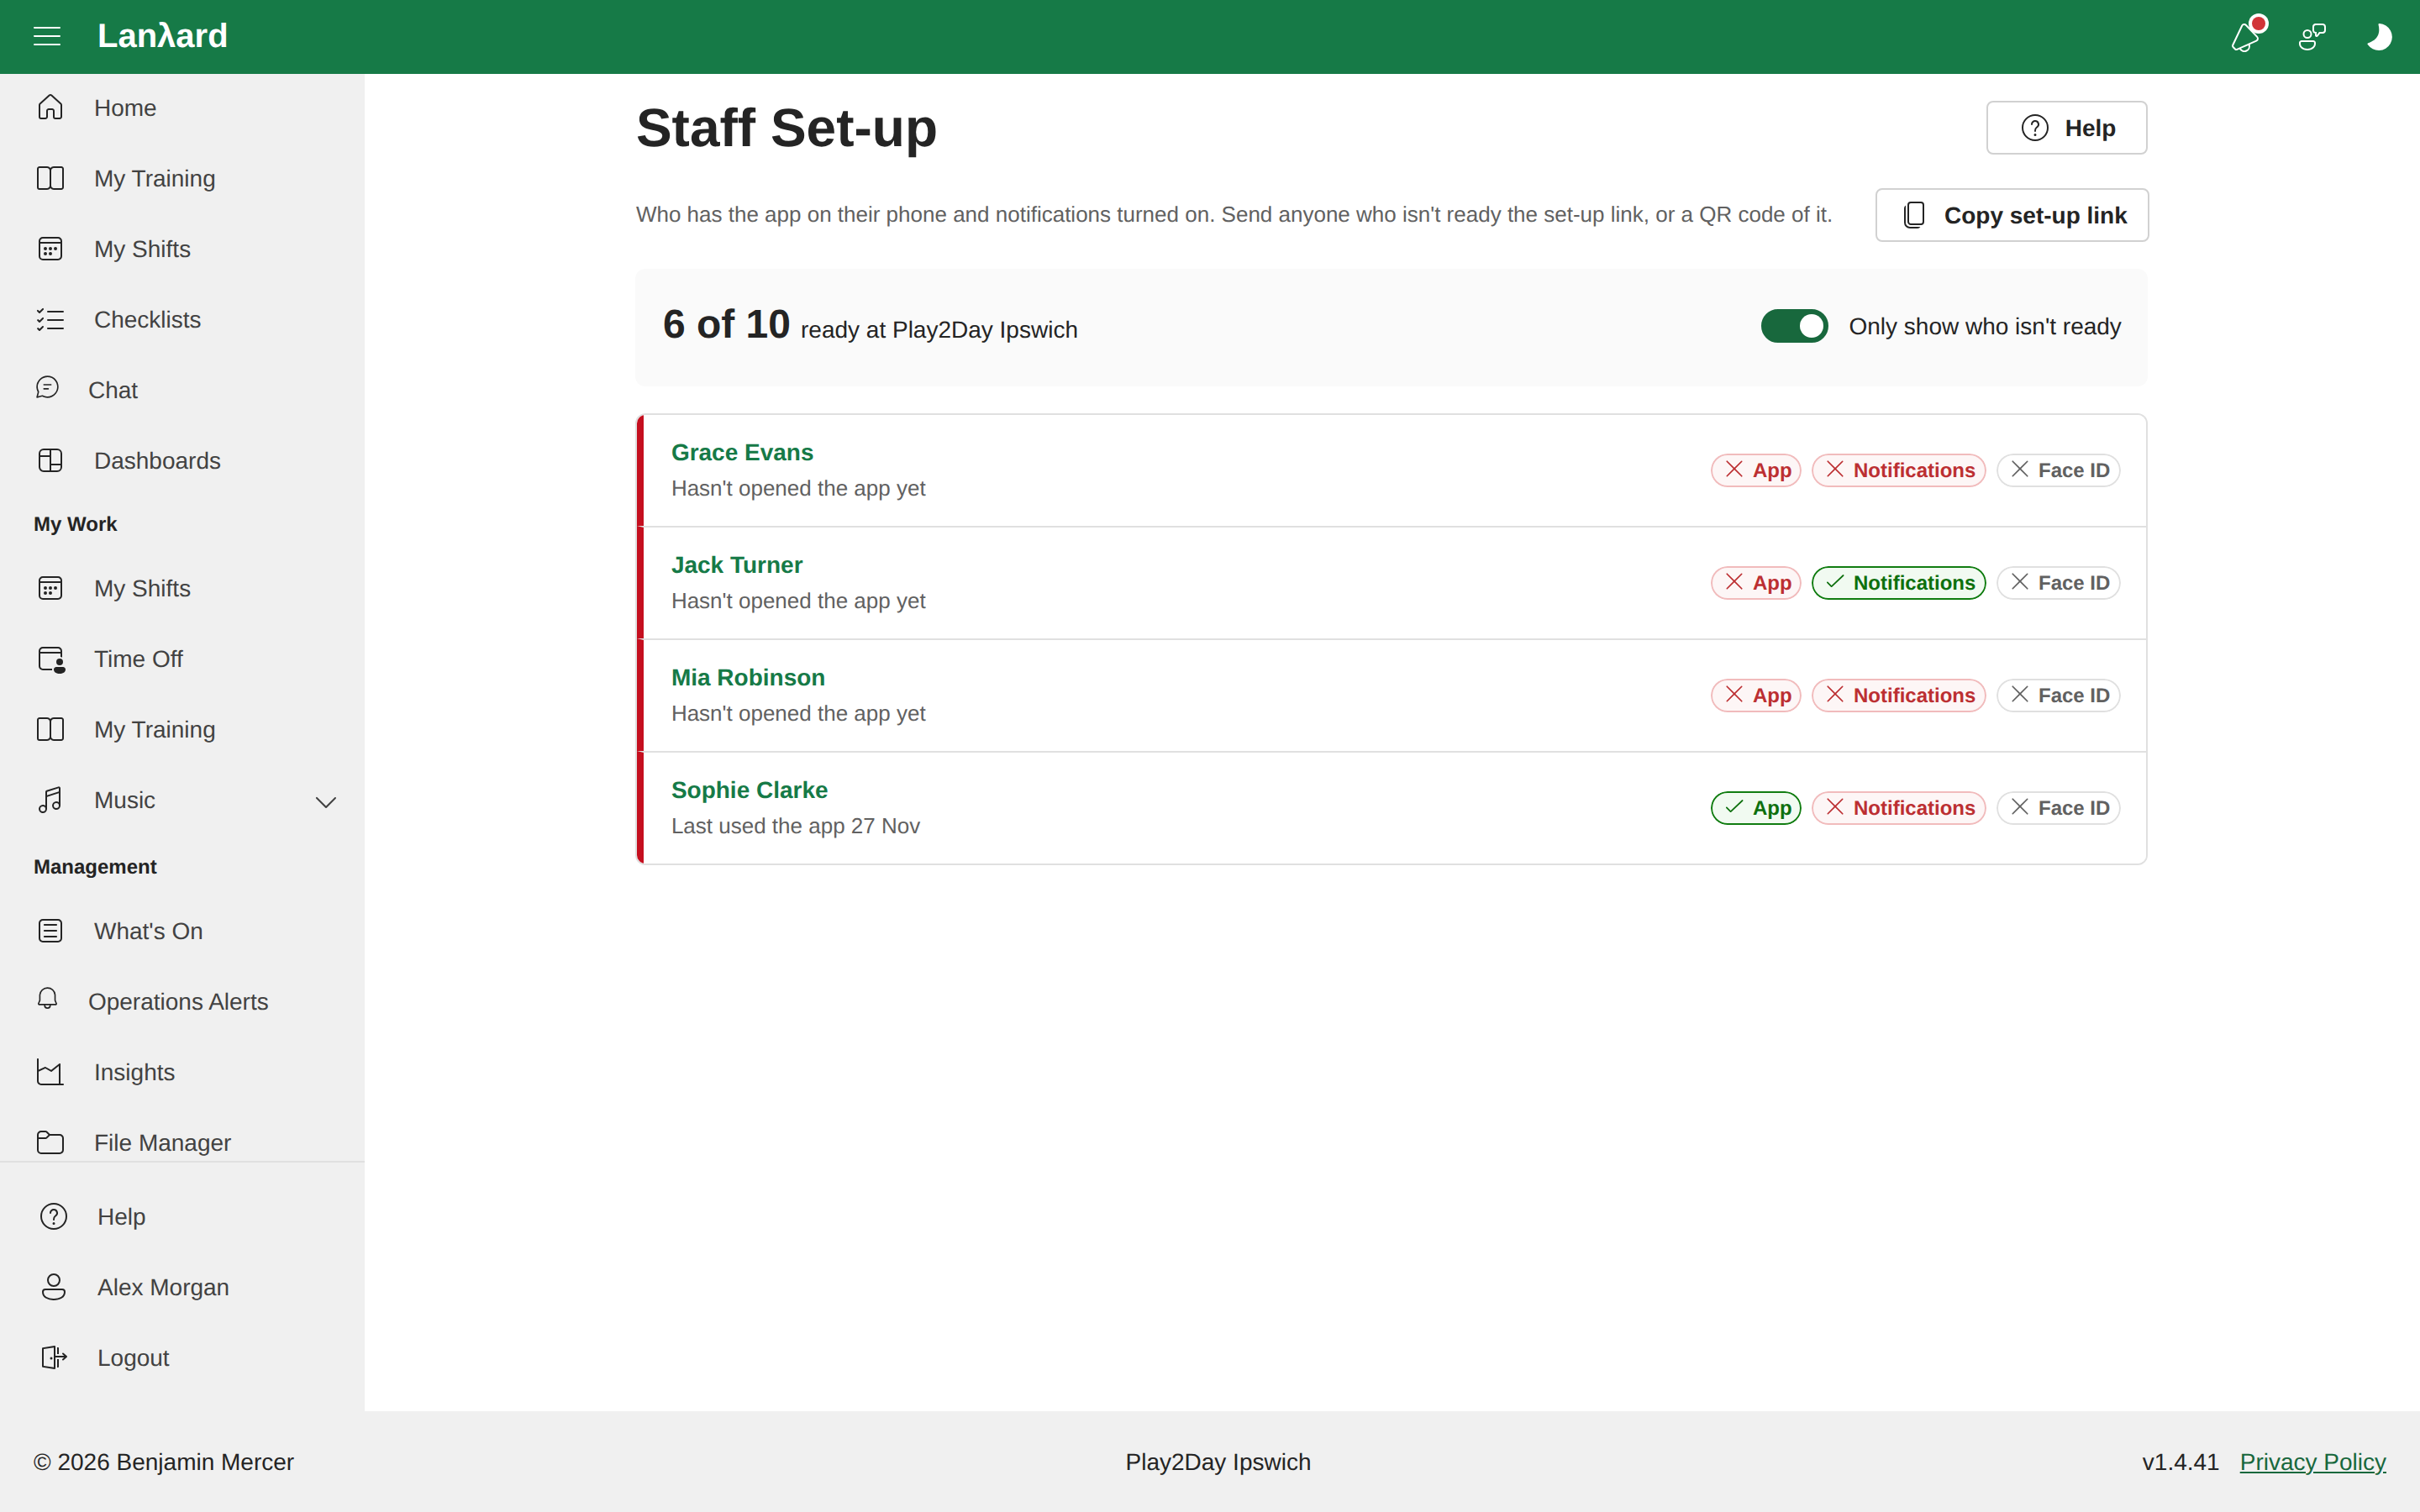 Lanλard
Home
My Training
My Shifts
Checklists
Chat
Dashboards
My Work
My Shifts
Time Off
My Training
Music
Management
What's On
Operations Alerts
Insights
File Manager
Help
Alex Morgan
Logout
Staff Set-up
Help
Who has the app on their phone and notifications turned on. Send anyone who isn't ready the set-up link, or a QR code of it.
Copy set-up link
6 of 10 ready at Play2Day Ipswich
Only show who isn't ready
Grace Evans
Hasn't opened the app yet
App Notifications Face ID
Jack Turner
Hasn't opened the app yet
App Notifications Face ID
Mia Robinson
Hasn't opened the app yet
App Notifications Face ID
Sophie Clarke
Last used the app 27 Nov
App Notifications Face ID
© 2026 Benjamin Mercer
Play2Day Ipswich
v1.4.41 Privacy Policy